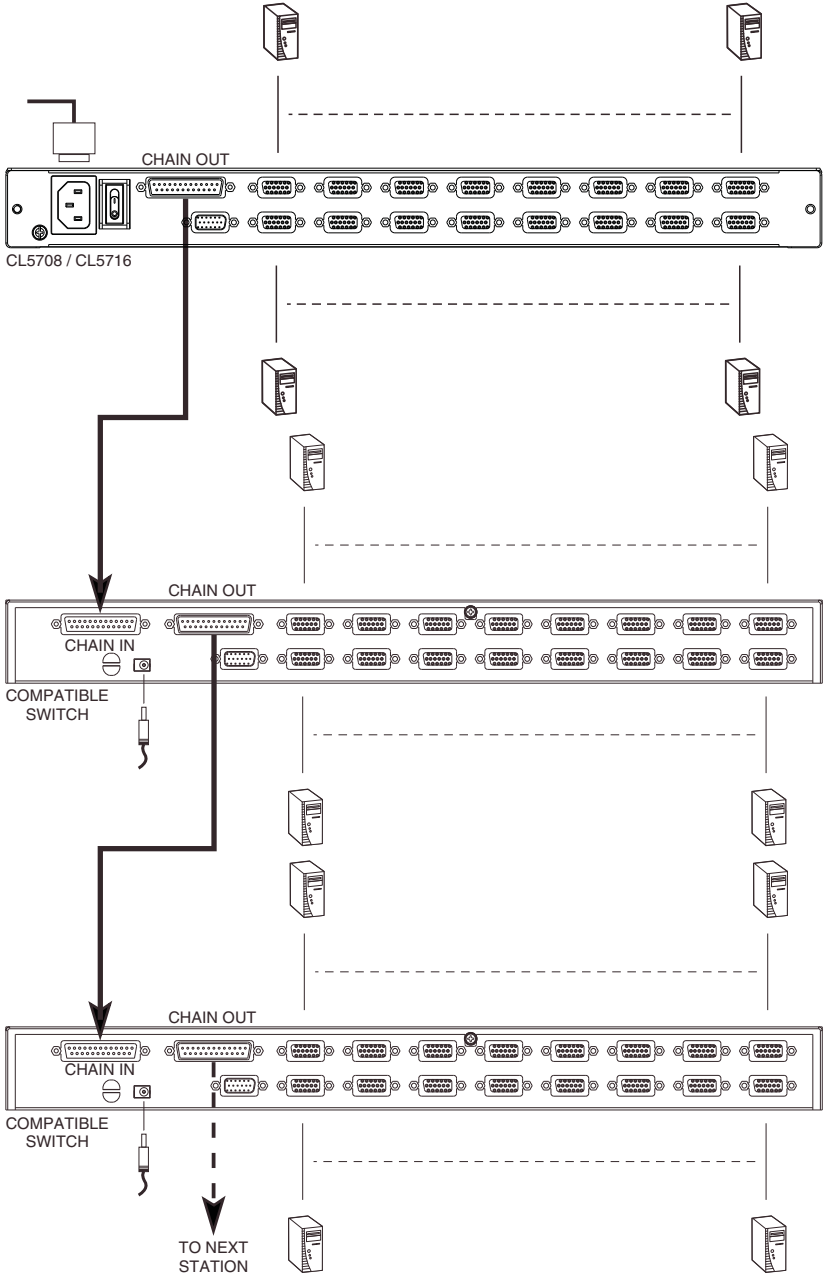 CHAIN OUT
CL5708 / CL5716
CHAIN OUT
CHAIN IN
COMPATIBLE
SWITCH
CHAIN OUT
CHAIN IN
COMPATIBLE
SWITCH
TO NEXT
STATION